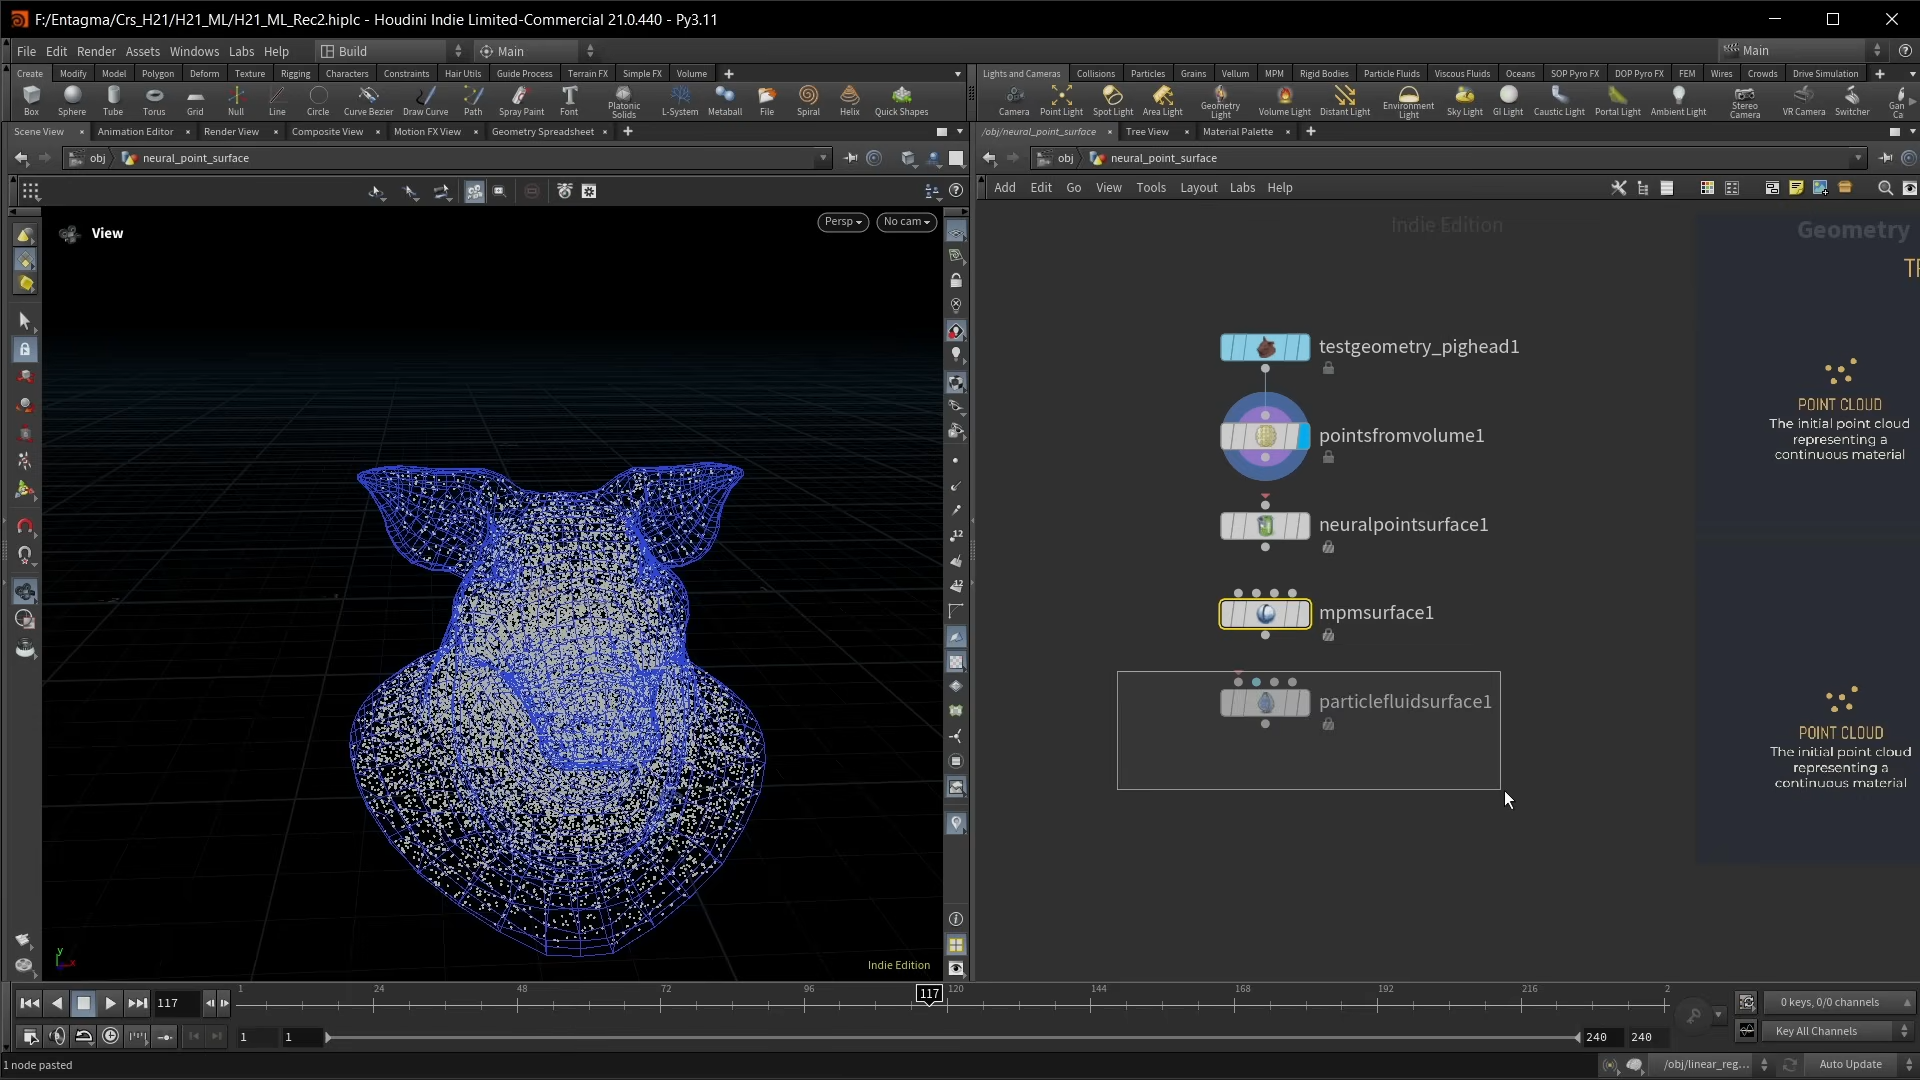 F:/Entagma/Crs_H21/H21_ML/H21_ML_Rec2.hiplc - Houdini Indie Limited-Commercial 21.0.440 - Py3.11
File Edit Render Assets Windows Labs Help Build Main Main
Create Modify Model Polygon Deform Texture Rigging Characters Constraints Hair Utils Guide Process Terrain FX Simple FX Volume
Lights and Cameras Collisions Particles Grains Vellum MPM Rigid Bodies Particle Fluids Viscous Fluids Oceans SOP Pyro FX DOP Pyro FX FEM Wires Crowds Drive Simulation
Box Sphere Tube Torus Grid Null Line Circle Curve Bezier Draw Curve Path Spray Paint Font Platonic Solids L-System Metaball File Spiral Helix Quick Shapes
Camera Point Light Spot Light Area Light Geometry Light Volume Light Distant Light Environment Light Sky Light GI Light Caustic Light Portal Light Ambient Light Stereo Camera VR Camera Switcher Gan Ca
Scene View Animation Editor Render View Composite View Motion FX View Geometry Spreadsheet
/obj/neural_point_surface Tree View Material Palette
obj neural_point_surface
obj neural_point_surface
Add Edit Go View Tools Layout Labs Help
View
Persp No cam
Indie Edition
Geometry
TR
testgeometry_pighead1
pointsfromvolume1
neuralpointsurface1
mpmsurface1
particlefluidsurface1
POINT CLOUD
The initial point cloud
representing a
continuous material
POINT CLOUD
The initial point cloud
representing a
continuous material
12
12
y
x
Indie Edition
117
1 24 48 72 96 117 120 144 168 192 216 2
0 keys, 0/0 channels
1 1 240 240
Key All Channels
1 node pasted
/obj/linear_reg...
Auto Update